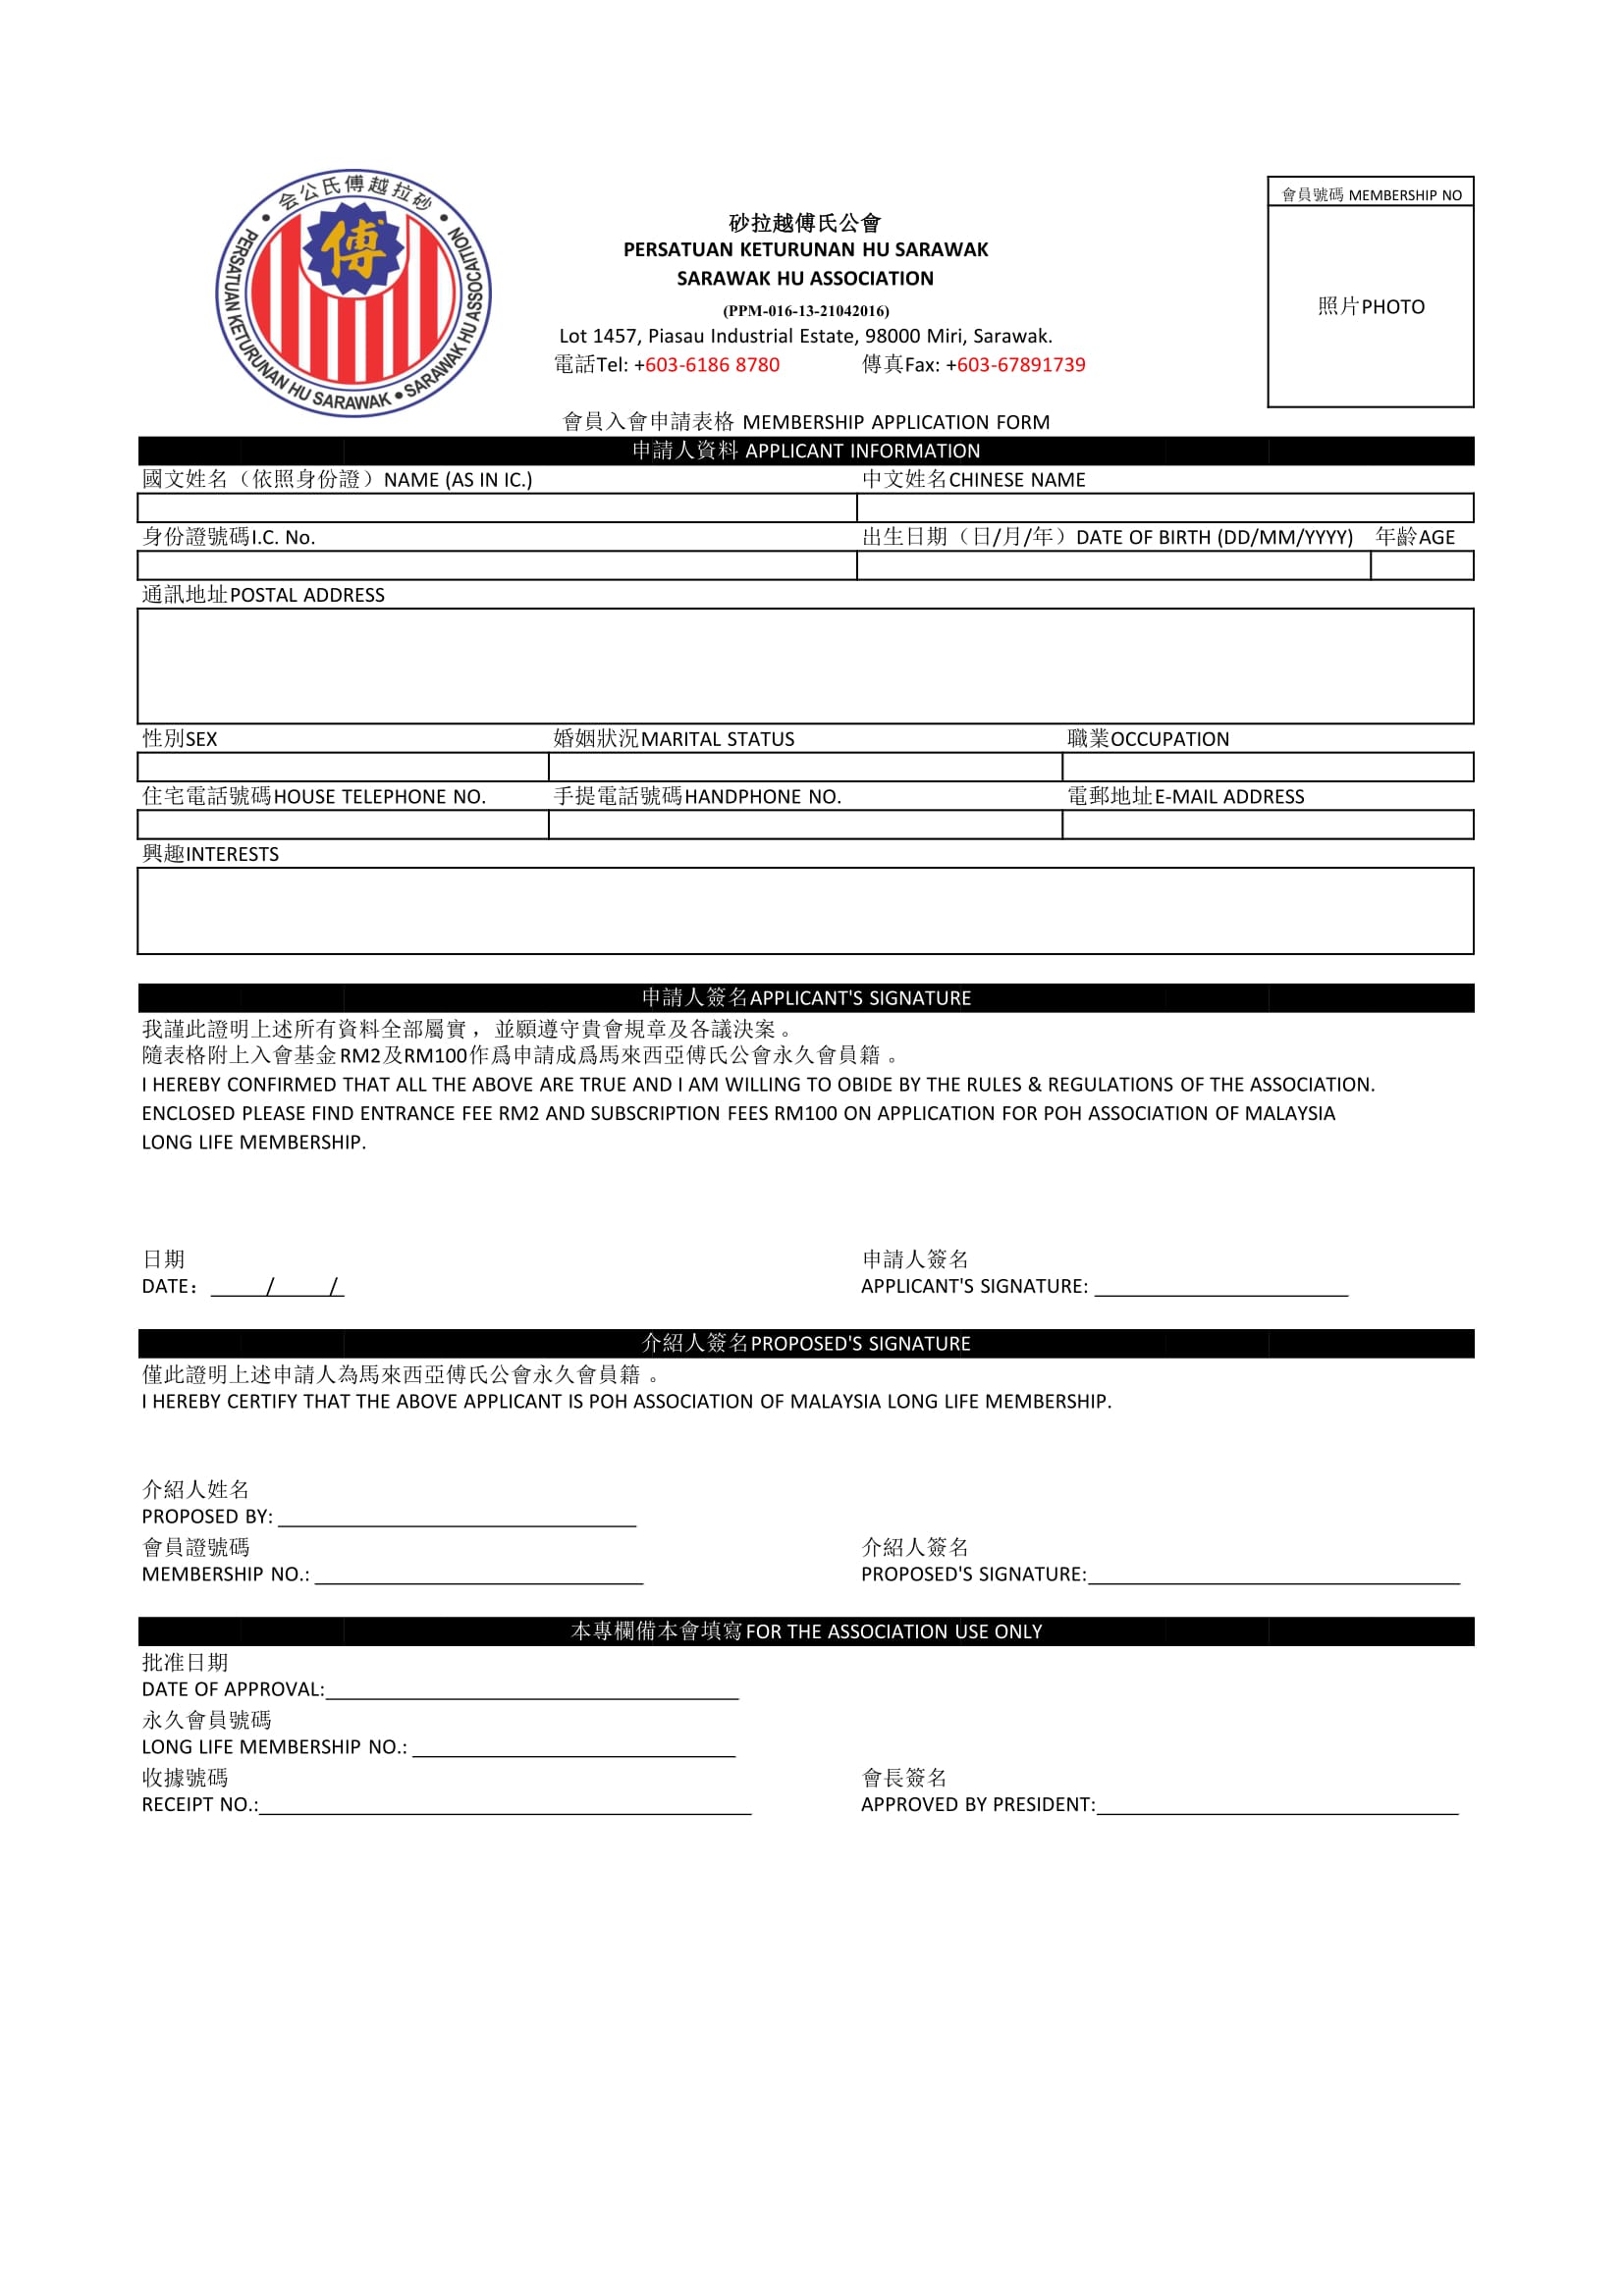 会公氏傅越拉砂
傅
PERSATUAN KETURUNAN HU SARAWAK • SARAWAK HU ASSOCAITION
會員號碼 MEMBERSHIP NO
照片PHOTO
砂拉越傅氏公會
PERSATUAN KETURUNAN HU SARAWAK
SARAWAK HU ASSOCIATION
(PPM-016-13-21042016)
Lot 1457, Piasau Industrial Estate, 98000 Miri, Sarawak.
電話Tel: +603-6186 8780 傳真Fax: +603-67891739
會員入會申請表格 MEMBERSHIP APPLICATION FORM
申請人資料 APPLICANT INFORMATION
國文姓名（依照身份證）NAME (AS IN IC.) 中文姓名CHINESE NAME
身份證號碼I.C. No. 出生日期（日/月/年）DATE OF BIRTH (DD/MM/YYYY) 年齡AGE
通訊地址POSTAL ADDRESS
性別SEX 婚姻狀況MARITAL STATUS 職業OCCUPATION
住宅電話號碼HOUSE TELEPHONE NO. 手提電話號碼HANDPHONE NO. 電郵地址E-MAIL ADDRESS
興趣INTERESTS
申請人簽名APPLICANT'S SIGNATURE
我謹此證明上述所有資料全部屬實，並願遵守貴會規章及各議決案。
隨表格附上入會基金RM2及RM100作爲申請成爲馬來西亞傅氏公會永久會員籍。
I HEREBY CONFIRMED THAT ALL THE ABOVE ARE TRUE AND I AM WILLING TO OBIDE BY THE RULES & REGULATIONS OF THE ASSOCIATION.
ENCLOSED PLEASE FIND ENTRANCE FEE RM2 AND SUBSCRIPTION FEES RM100 ON APPLICATION FOR POH ASSOCIATION OF MALAYSIA
LONG LIFE MEMBERSHIP.
日期 申請人簽名
DATE：_____/_____/ APPLICANT'S SIGNATURE: ______________________
介紹人簽名PROPOSED'S SIGNATURE
僅此證明上述申請人為馬來西亞傅氏公會永久會員籍。
I HEREBY CERTIFY THAT THE ABOVE APPLICANT IS POH ASSOCIATION OF MALAYSIA LONG LIFE MEMBERSHIP.
介紹人姓名
PROPOSED BY: ______________________
會員證號碼 介紹人簽名
MEMBERSHIP NO.: ______________________ PROPOSED'S SIGNATURE:______________________
本專欄備本會填寫FOR THE ASSOCIATION USE ONLY
批准日期
DATE OF APPROVAL:______________________
永久會員號碼
LONG LIFE MEMBERSHIP NO.: ______________________
收據號碼 會長簽名
RECEIPT NO.:______________________ APPROVED BY PRESIDENT:______________________